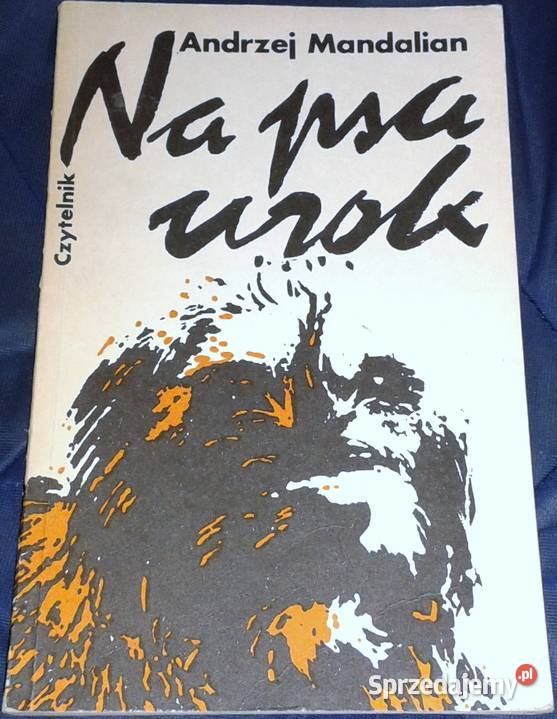 Andrzej Mandalian
Na psa
urok
Czytelnik
Sprzedajemy.pl